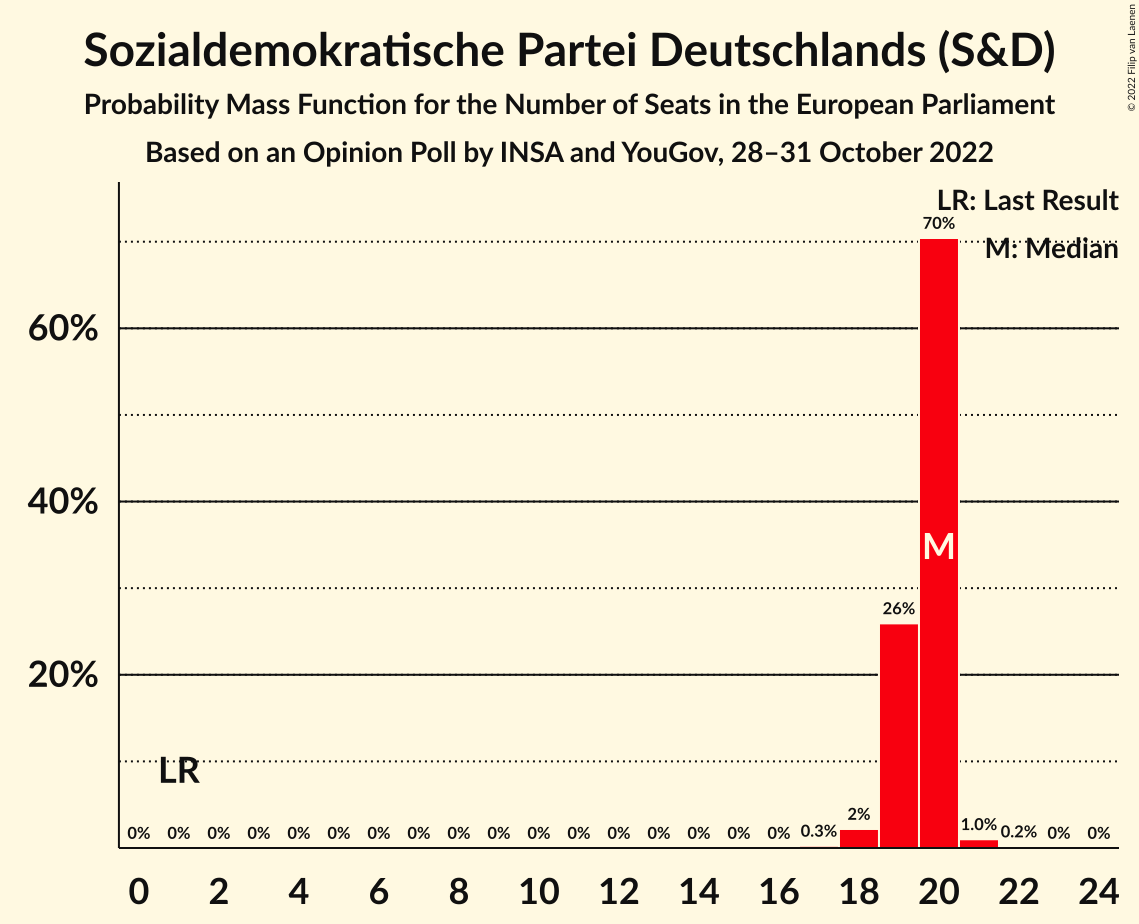 Sozialdemokratische Partei Deutschlands (S&D)
Probability Mass Function for the Number of Seats in the European Parliament
Based on an Opinion Poll by INSA and YouGov, 28–31 October 2022
© 2022 Filip van Laenen
LR: Last Result
M: Median
70%
60%
40%
M
26%
20%
LR
0% 0% 0% 0% 0% 0% 0% 0% 0% 0% 0% 0% 0% 0% 0% 0% 0% 0.3% 2% 1.0% 0.2% 0% 0%
0 2 4 6 8 10 12 14 16 18 20 22 24